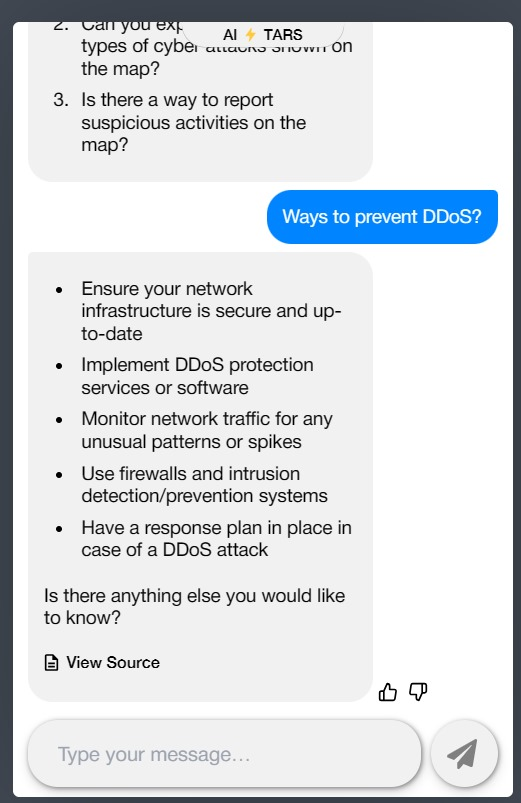 2. Can you exp
AI ⚡ TARS
types of cyber attacks shown on
the map?
3. Is there a way to report
suspicious activities on the
map?
Ways to prevent DDoS?
• Ensure your network
infrastructure is secure and up-
to-date
• Implement DDoS protection
services or software
• Monitor network traffic for any
unusual patterns or spikes
• Use firewalls and intrusion
detection/prevention systems
• Have a response plan in place in
case of a DDoS attack
Is there anything else you would like
to know?
View Source
Type your message...